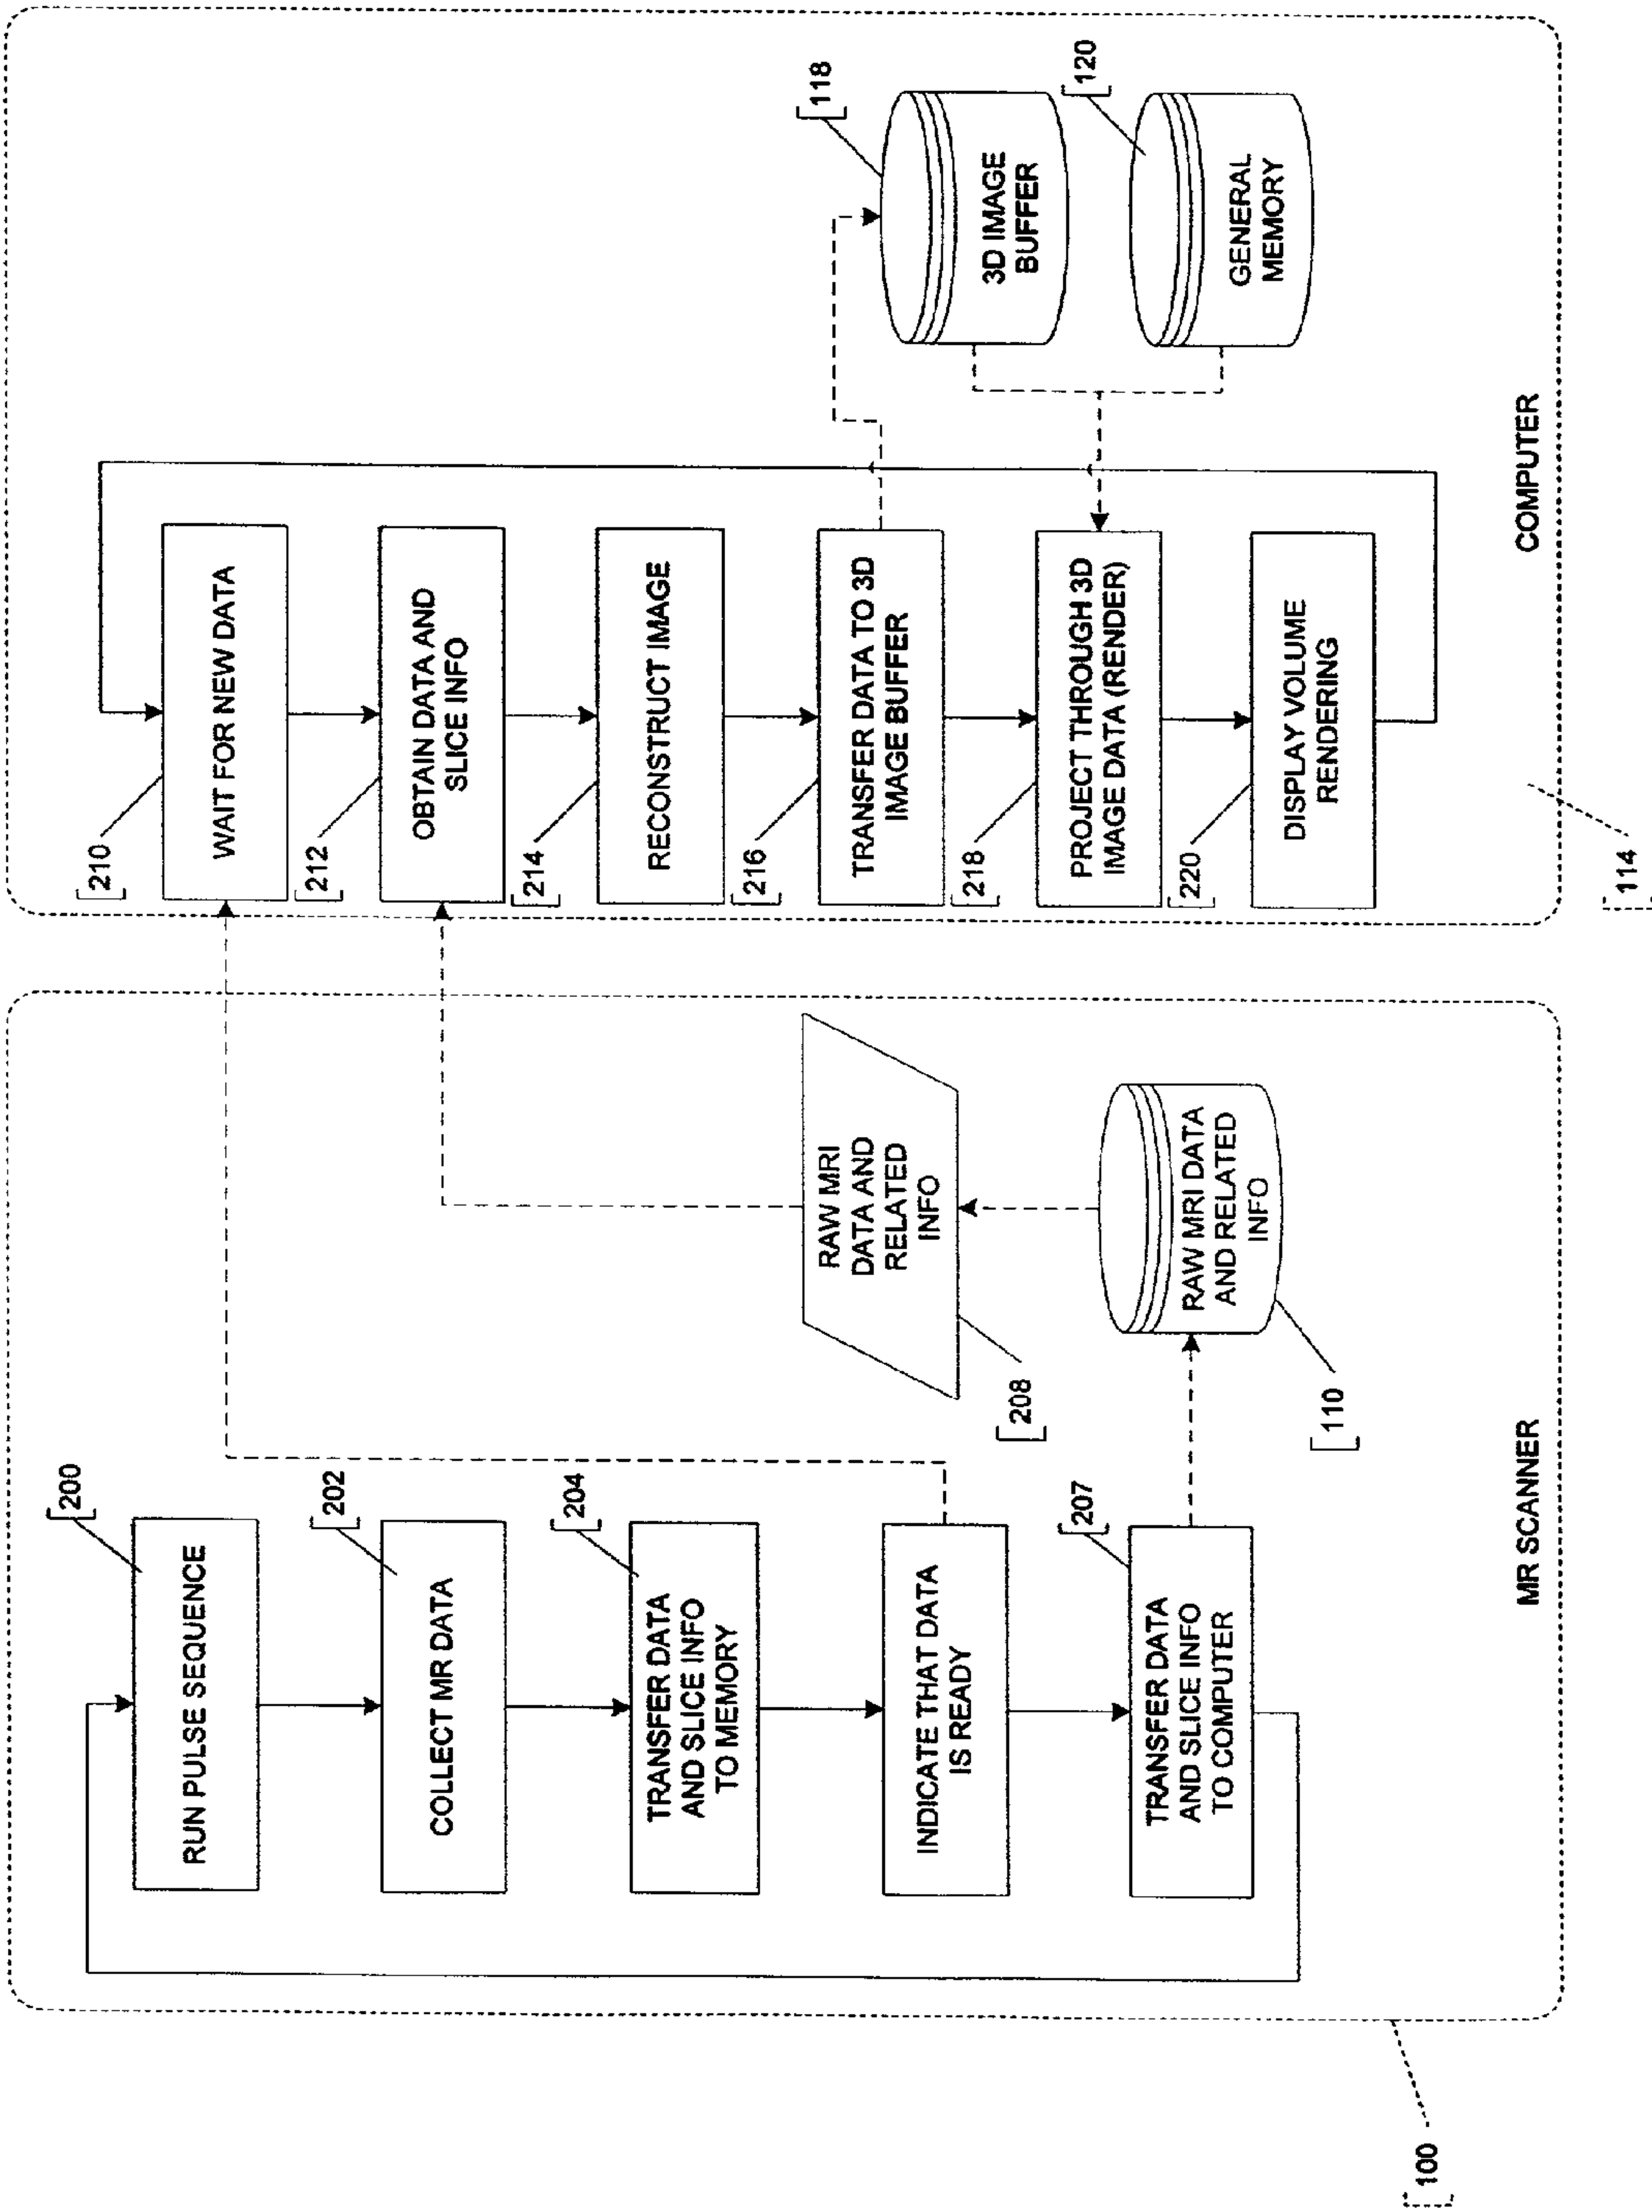 200
RUN PULSE SEQUENCE
202
COLLECT MR DATA
204
TRANSFER DATA
AND SLICE INFO
TO MEMORY
INDICATE THAT DATA
IS READY
207
TRANSFER DATA
AND SLICE INFO
TO COMPUTER
RAW MRI
DATA AND
RELATED
INFO
208
RAW MRI DATA
AND RELATED
INFO
110
MR SCANNER
100
210
WAIT FOR NEW DATA
212
OBTAIN DATA AND
SLICE INFO
214
RECONSTRUCT IMAGE
216
TRANSFER DATA TO 3D
IMAGE BUFFER
218
PROJECT THROUGH 3D
IMAGE DATA (RENDER)
220
DISPLAY VOLUME
RENDERING
118
3D IMAGE
BUFFER
120
GENERAL
MEMORY
COMPUTER
114